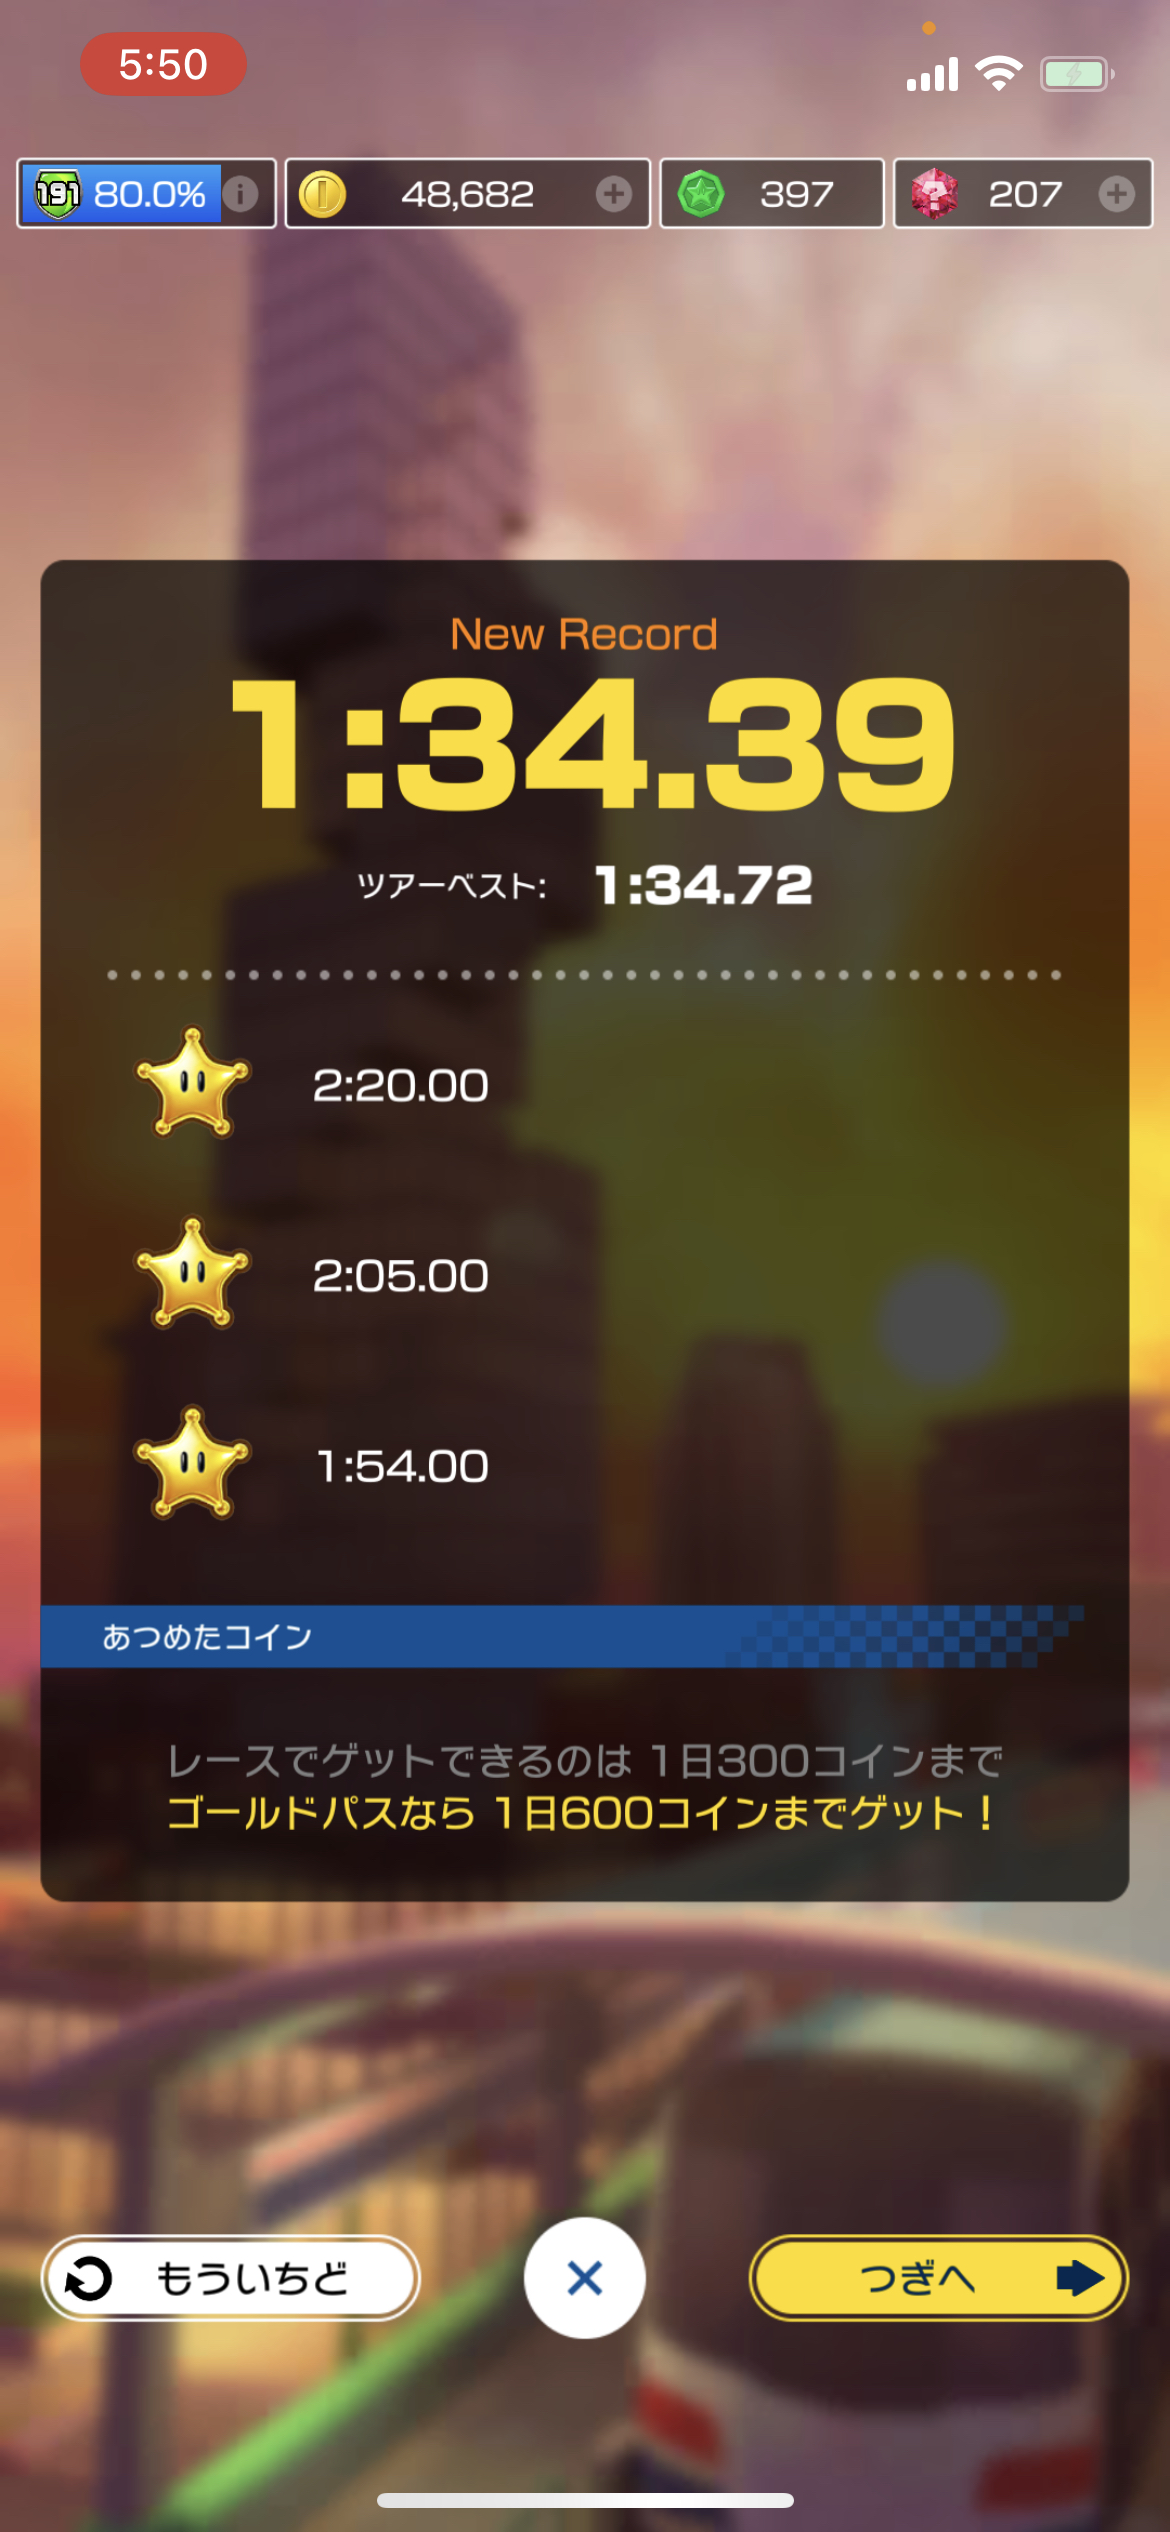 5:50
191 80.0% i 48,682 + 397 ? 207 +
New Record
1:34.39
ツアーベスト: 1:34.72
2:20.00
2:05.00
1:54.00
あつめたコイン
レースでゲットできるのは 1日300コインまで
ゴールドパスなら 1日600コインまでゲット！
もういちど × つぎへ